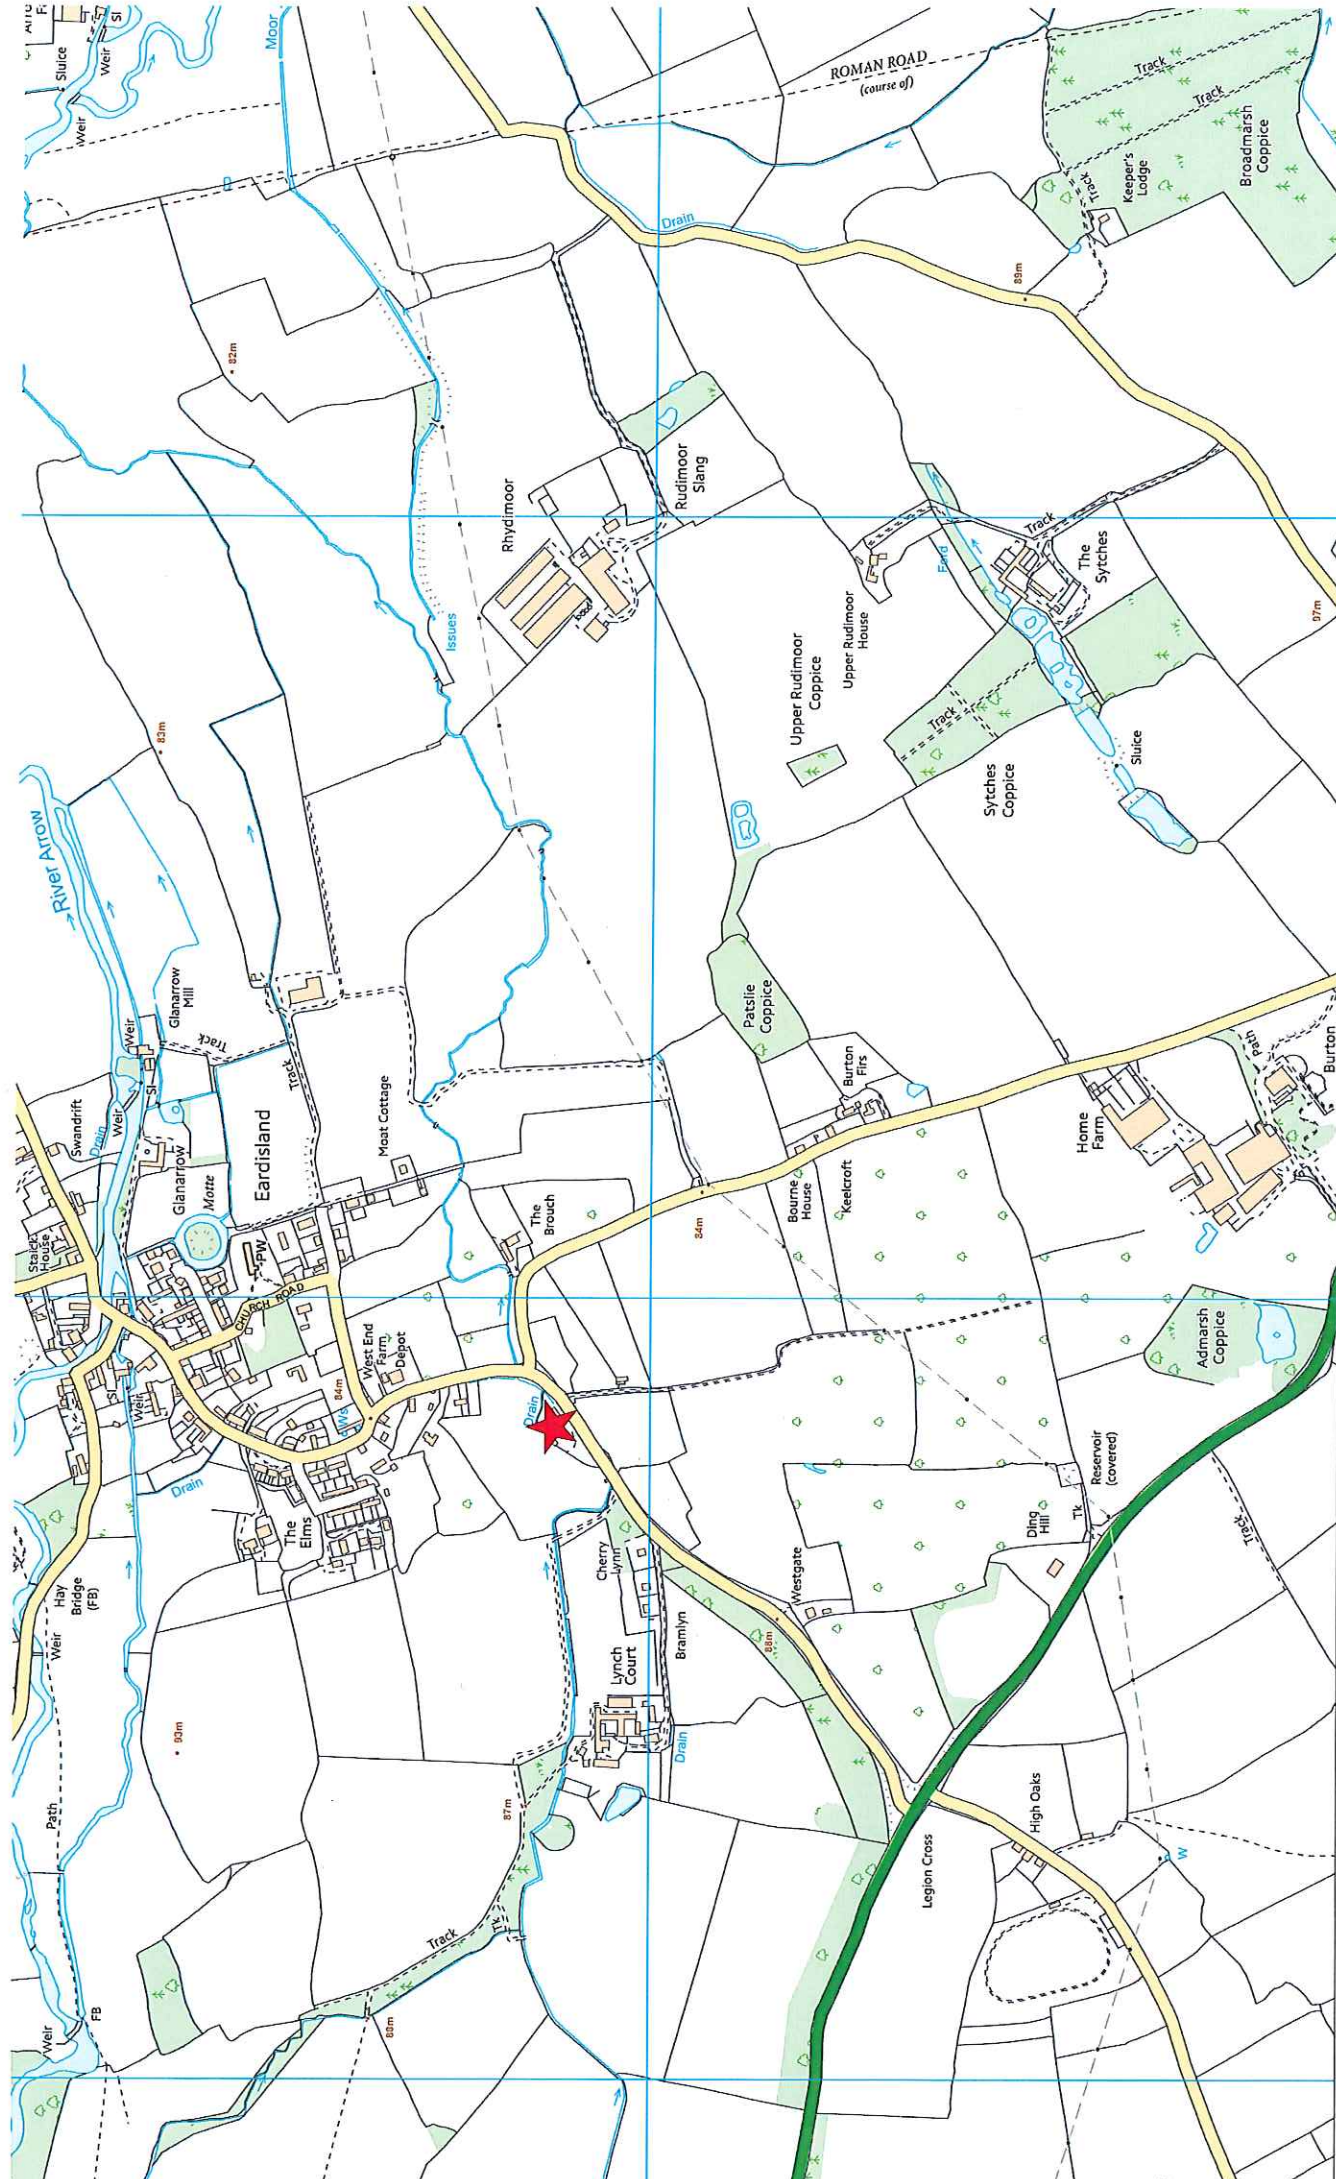 Sluice
Weir
Sl
Weir
Moor
ROMAN ROAD
(course of)
Track
Track
Broadmarsh
Coppice
Keeper's
Lodge
Track
Drain
89m
82m
Rudimoor
Slang
Rhydimoor
Issues
Ford
Track
The
Sytches
Upper Rudimoor
House
Upper Rudimoor
Coppice
97m
Track
Sytches
Coppice
Sluice
83m
River Arrow
Glanarrow
Mill
Weir
Track
Sl
Patslie
Coppice
Burton
Firs
Path
Burton
Home
Farm
Swandrift
Drain
Weir
Track
Moat Cottage
Eardisland
Glanarrow
Motte
Staick
House
PW
CHURCH ROAD
The
Brouch
84m
Bourne
House
Keelcroft
West End
Farm
Depot
84m
Ws
Sl
Weir
Drain
Drain
Admarsh
Coppice
Reservoir
(covered)
Tk
Ding
Hill
Track
The
Elms
Hay
Bridge
(FB)
Weir
Cherry
Lynn
Westgate
Bramlyn
88m
Lynch
Court
Drain
93m
Path
87m
High Oaks
Legion Cross
W
Track
Tk
88m
FB
Weir